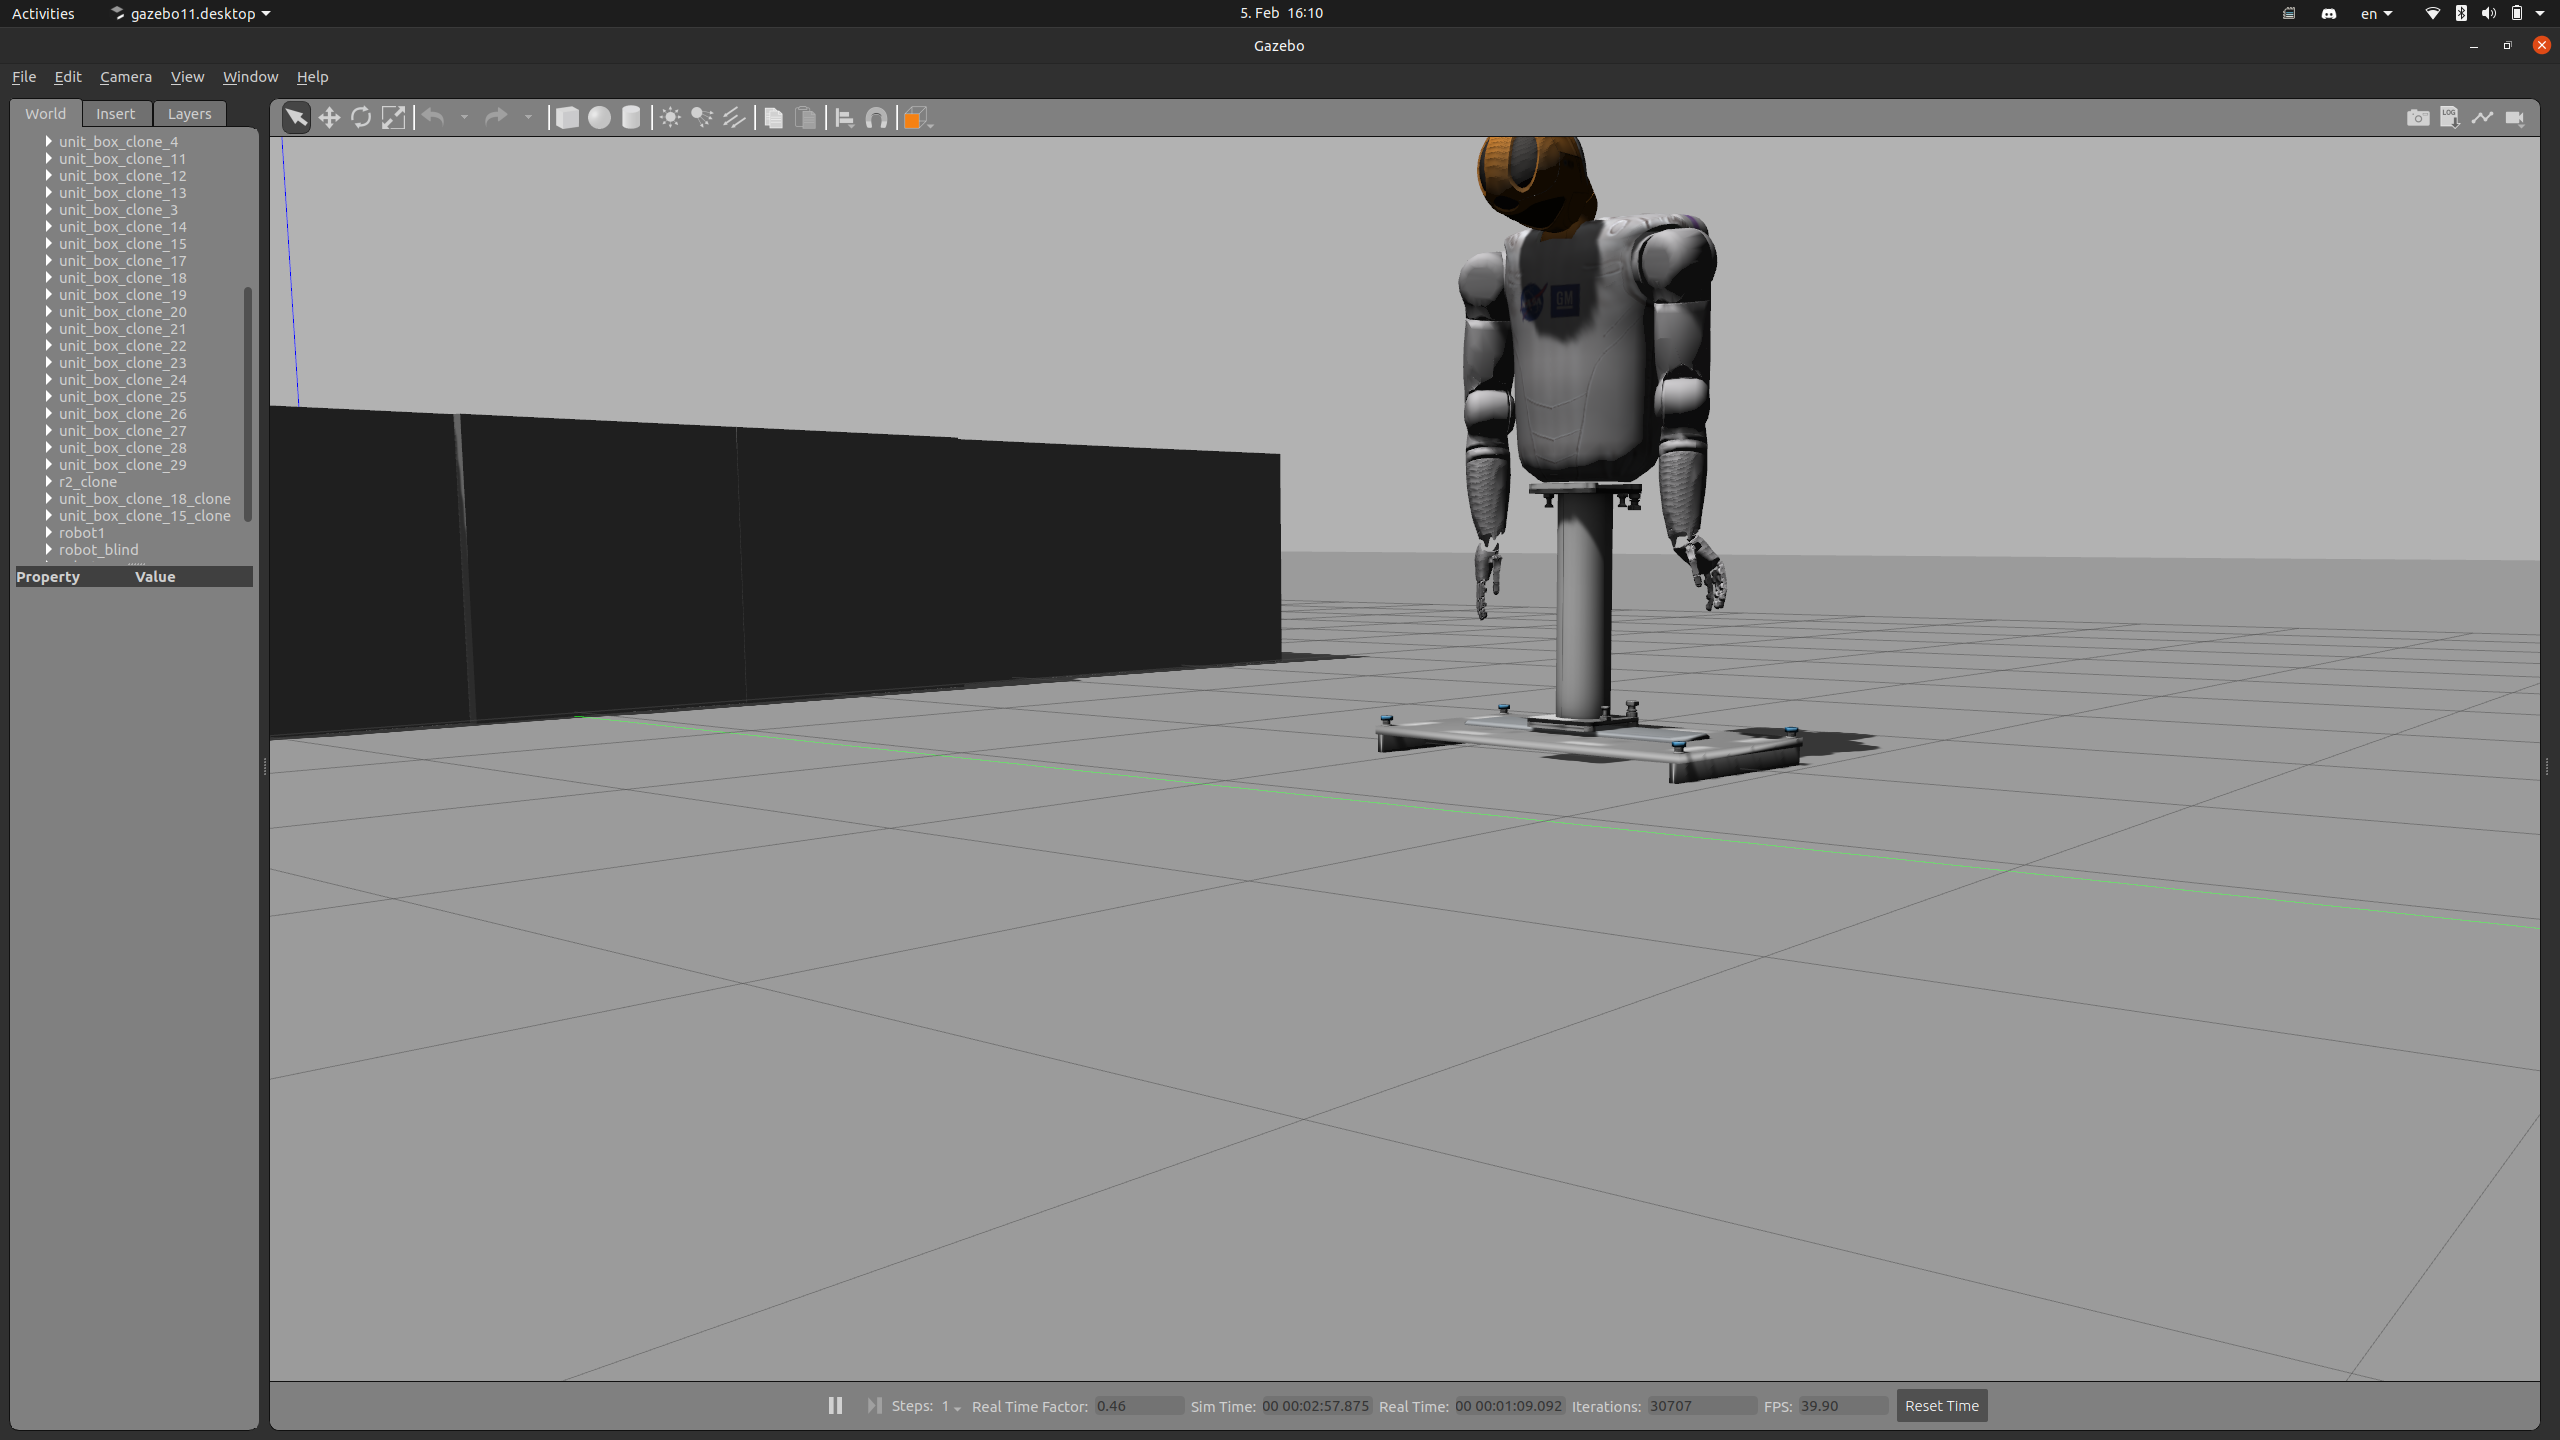 Activities gazebo11.desktop 5. Feb 16:10 en
Gazebo
File Edit Camera View Window Help
World Insert Layers
LOG
unit_box_clone_4
unit_box_clone_11
unit_box_clone_12
unit_box_clone_13
unit_box_clone_3
unit_box_clone_14
unit_box_clone_15
unit_box_clone_17
unit_box_clone_18
unit_box_clone_19
unit_box_clone_20
unit_box_clone_21
unit_box_clone_22
unit_box_clone_23
unit_box_clone_24
unit_box_clone_25
unit_box_clone_26
unit_box_clone_27
unit_box_clone_28
unit_box_clone_29
r2_clone
unit_box_clone_18_clone
unit_box_clone_15_clone
robot1
robot_blind
Property Value
NASA GM
Steps: 1 Real Time Factor: 0.46 Sim Time: 00 00:02:57.875 Real Time: 00 00:01:09.092 Iterations: 30707 FPS: 39.90 Reset Time